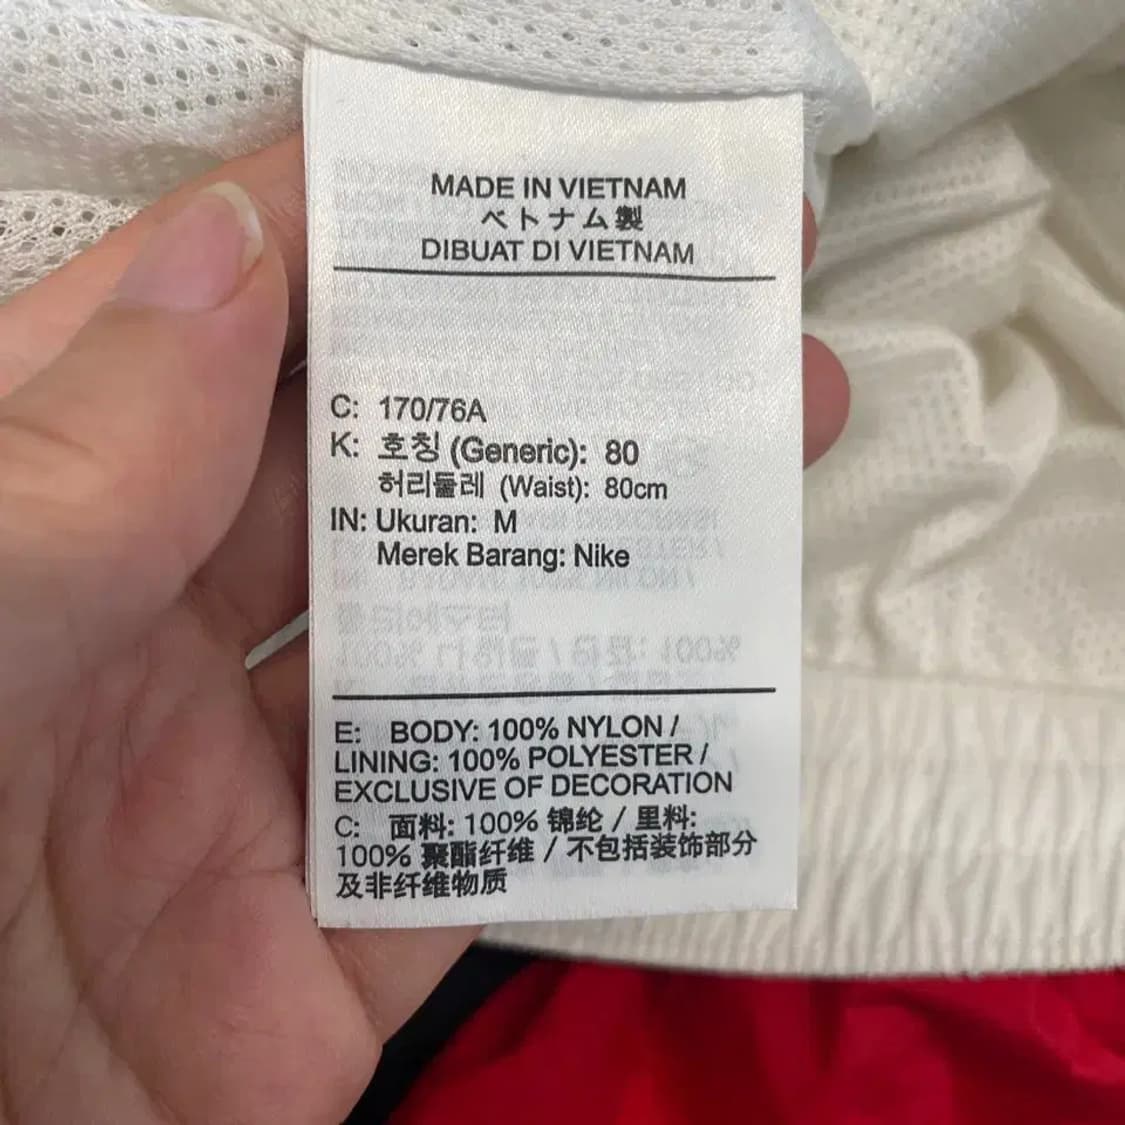 MADE IN VIETNAM
ベトナム製
DIBUAT DI VIETNAM
C: 170/76A
K: 호칭 (Generic): 80
허리둘레 (Waist): 80cm
IN: Ukuran: M
Merek Barang: Nike
E: BODY: 100% NYLON /
LINING: 100% POLYESTER /
EXCLUSIVE OF DECORATION
C: 面料: 100% 锦纶 / 里料:
100% 聚酯纤维 / 不包括装饰部分
及非纤维物质